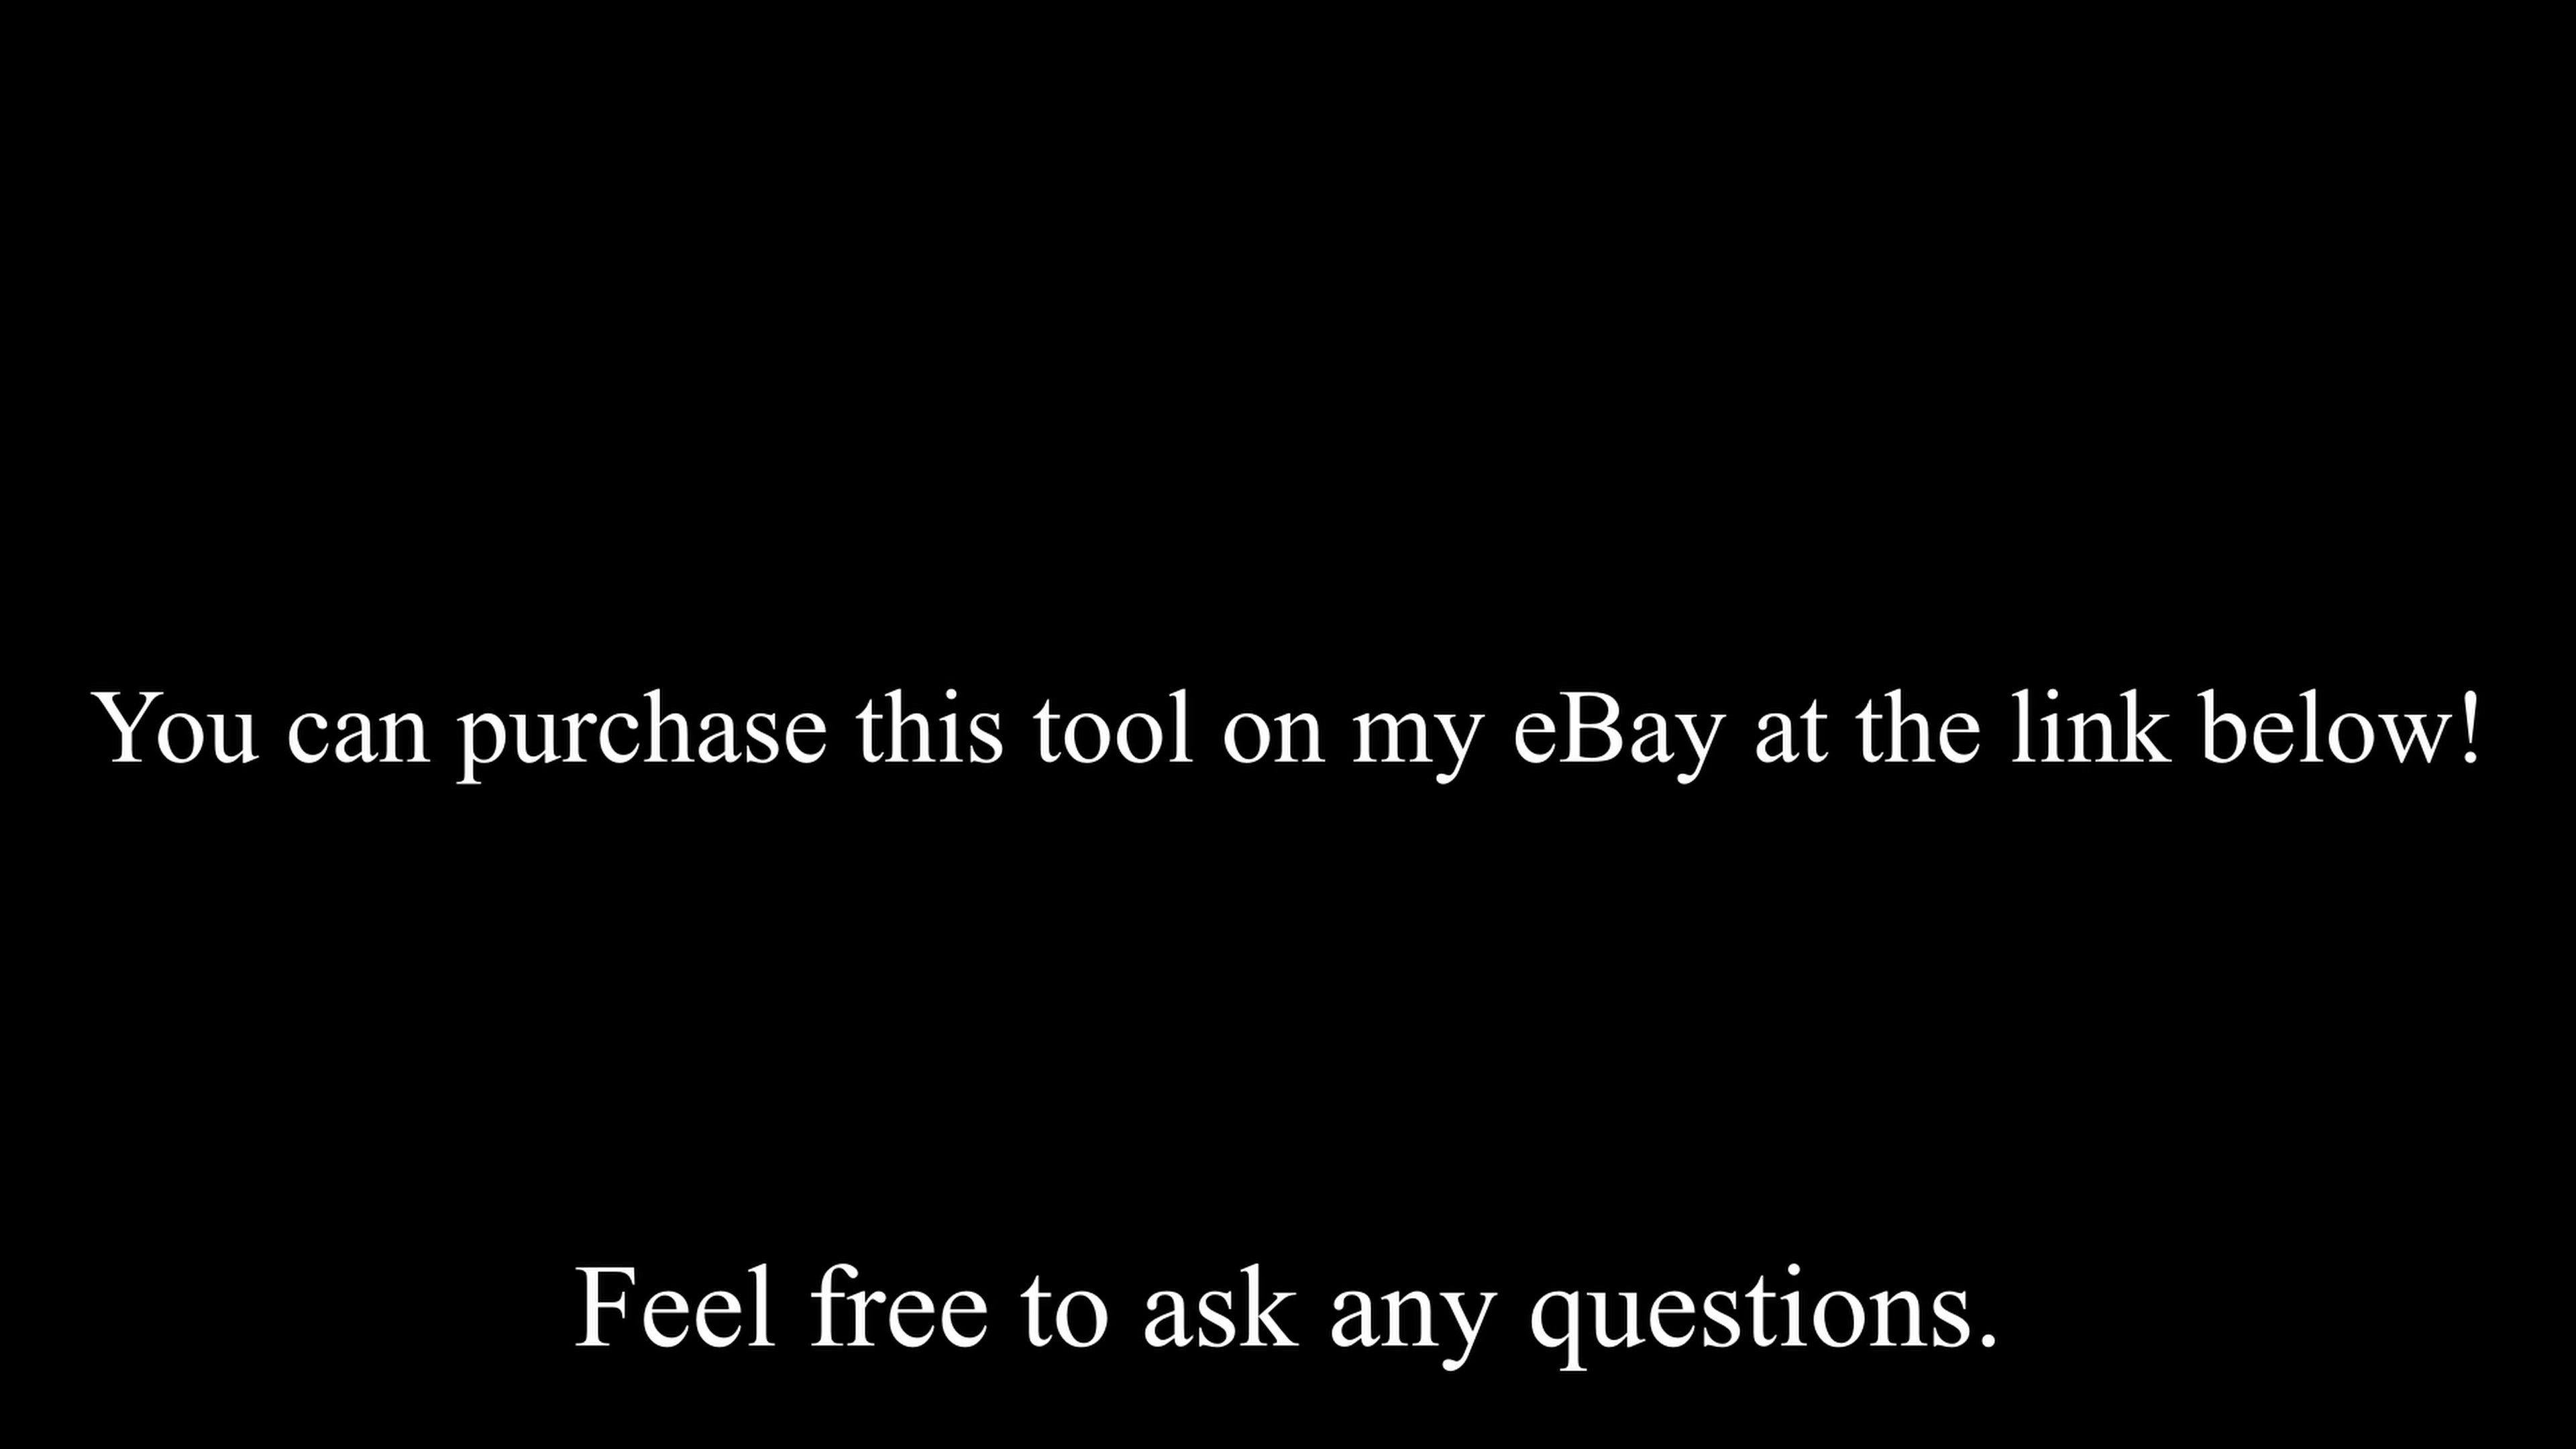 You can purchase this tool on my eBay at the link below!
Feel free to ask any questions.